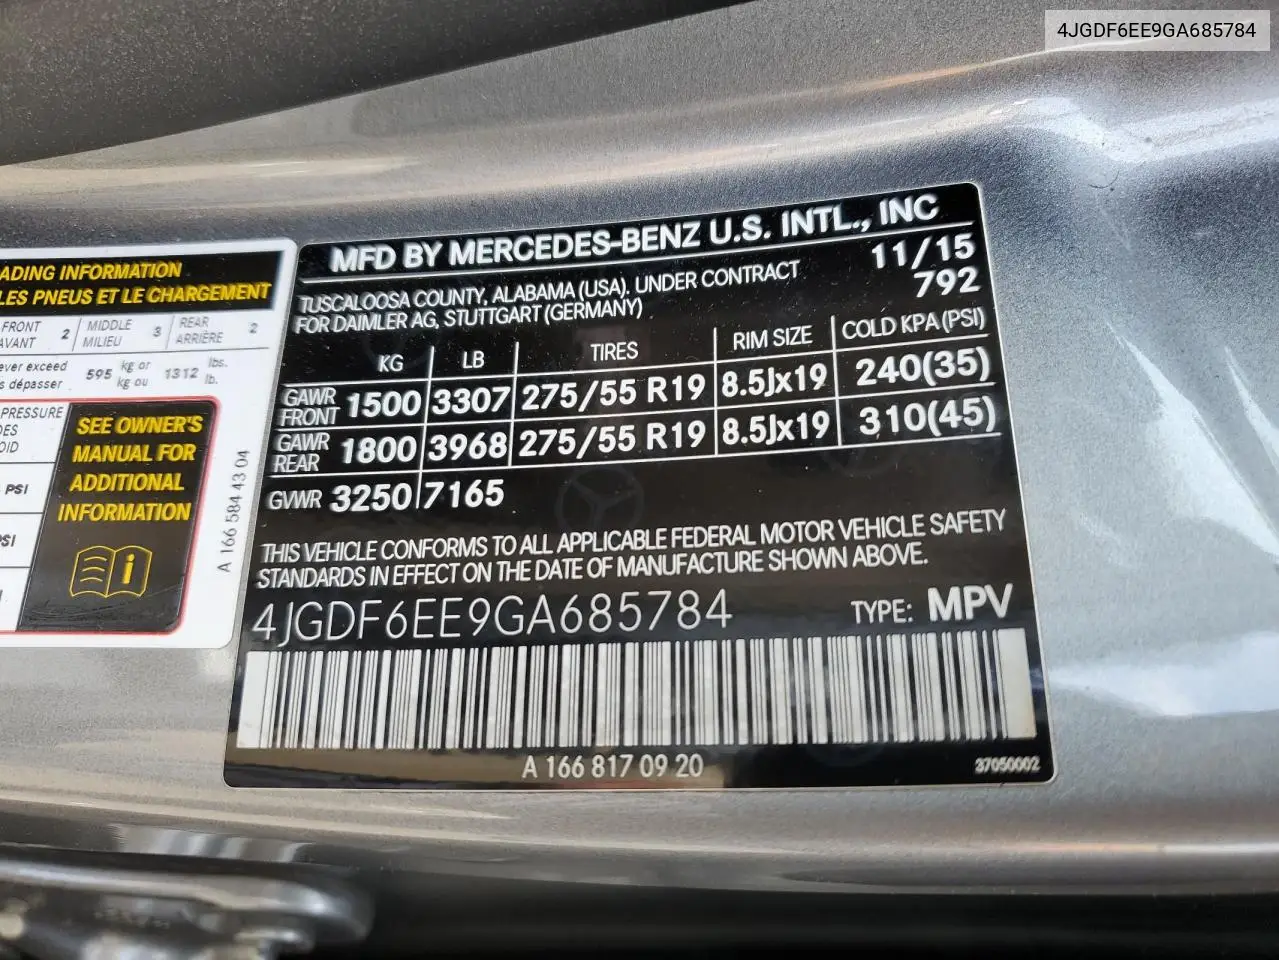 4JGDF6EE9GA685784
ADING INFORMATION
LES PNEUS ET LE CHARGEMENT
FRONT AVANT 2 MIDDLE MILIEU 3 REAR ARRIÈRE 2
ever exceed
s dépasser 595 kg or kg ou 1312 lbs. lb.
PRESSURE
DES
OID
PSI
PSI
SEE OWNER'S
MANUAL FOR
ADDITIONAL
INFORMATION
i
A 166 584 43 04
MFD BY MERCEDES-BENZ U.S. INTL., INC
TUSCALOOSA COUNTY, ALABAMA (USA). UNDER CONTRACT 11/15
FOR DAIMLER AG, STUTTGART (GERMANY) 792
KG LB TIRES RIM SIZE COLD KPA (PSI)
GAWR FRONT 1500 3307 275/55 R19 8.5Jx19 240(35)
GAWR REAR 1800 3968 275/55 R19 8.5Jx19 310(45)
GVWR 3250 7165
THIS VEHICLE CONFORMS TO ALL APPLICABLE FEDERAL MOTOR VEHICLE SAFETY
STANDARDS IN EFFECT ON THE DATE OF MANUFACTURE SHOWN ABOVE.
4JGDF6EE9GA685784 TYPE: MPV
A 166 817 09 20 37050002